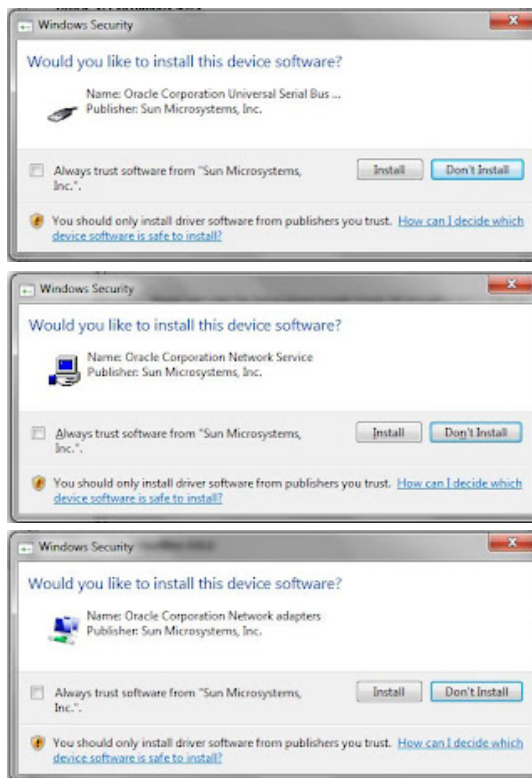 Windows Security
Would you like to install this device software?
Name: Oracle Corporation Universal Serial Bus ...
Publisher: Sun Microsystems, Inc.
Always trust software from "Sun Microsystems,
Inc.".
Install
Don't Install
You should only install driver software from publishers you trust. How can I decide which
device software is safe to install?
Windows Security
Would you like to install this device software?
Name: Oracle Corporation Network Service
Publisher: Sun Microsystems, Inc.
Always trust software from "Sun Microsystems,
Inc.".
Install
Don't Install
You should only install driver software from publishers you trust. How can I decide which
device software is safe to install?
Windows Security
Would you like to install this device software?
Name: Oracle Corporation Network adapters
Publisher: Sun Microsystems, Inc.
Always trust software from "Sun Microsystems,
Inc.".
Install
Don't Install
You should only install driver software from publishers you trust. How can I decide which
device software is safe to install?